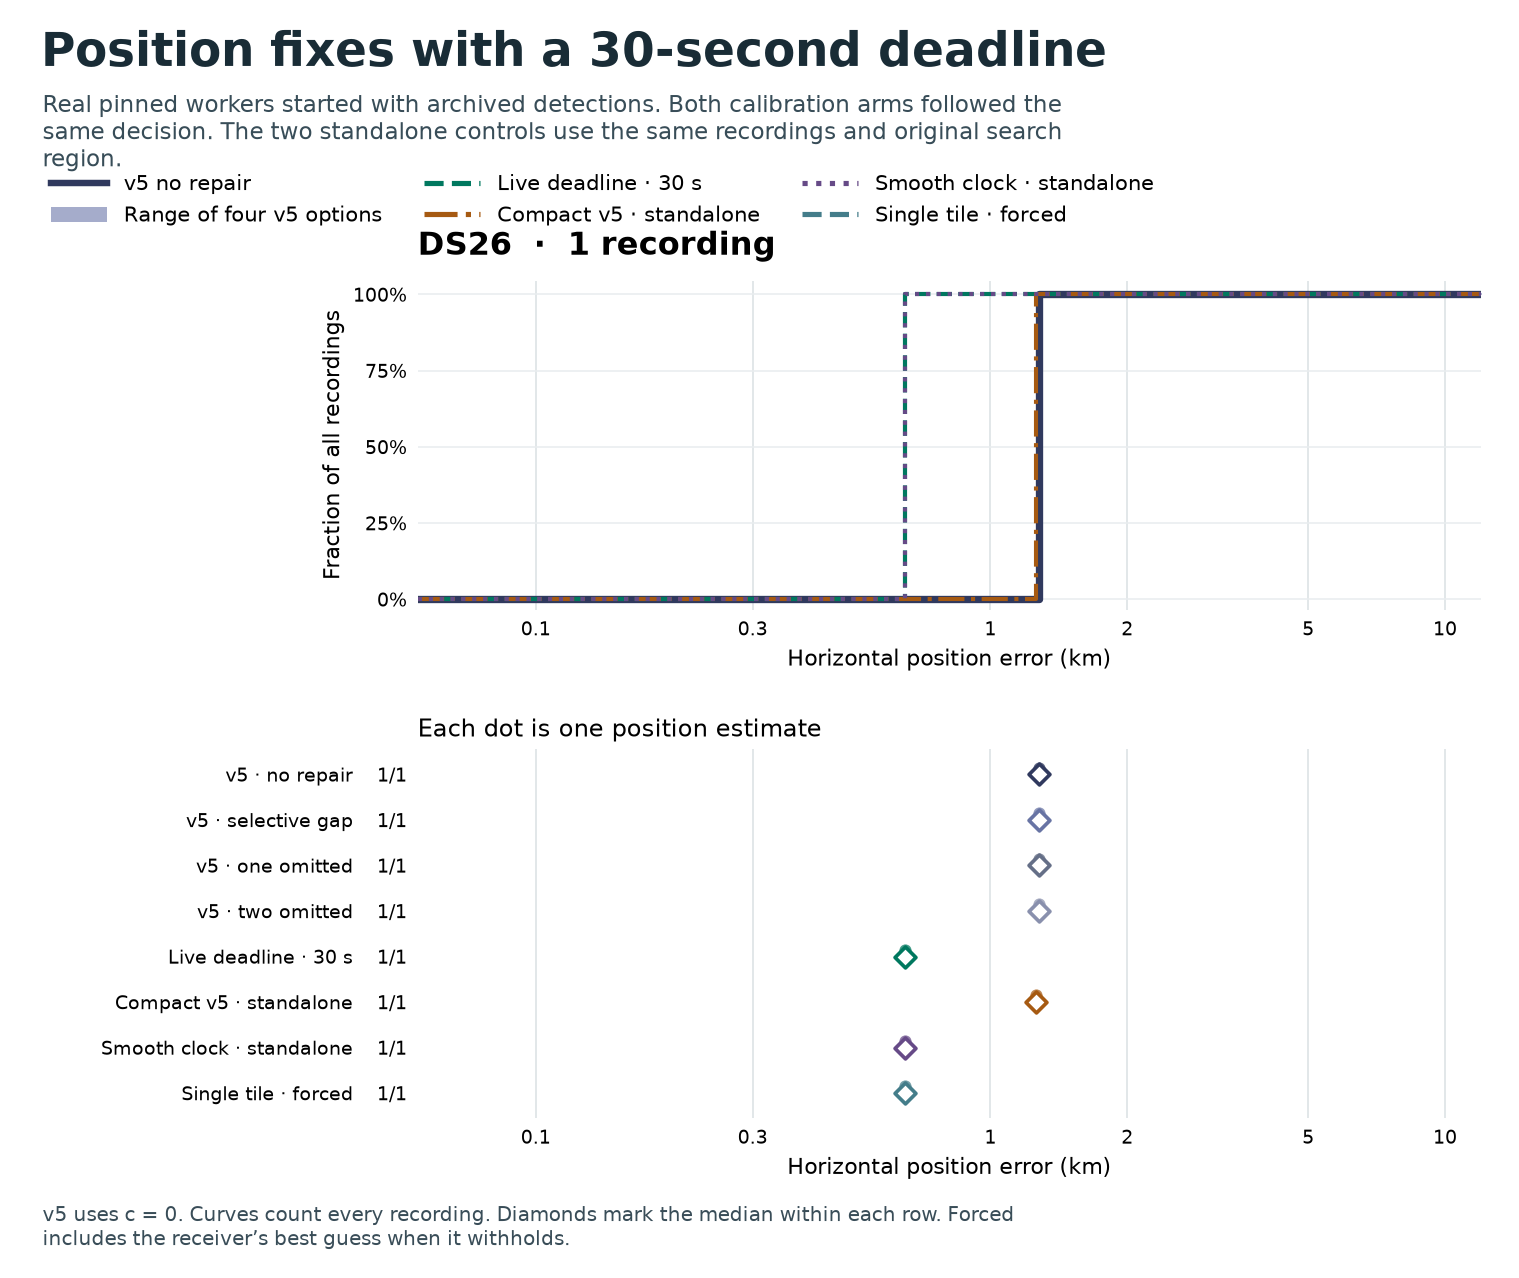 Position fixes with a 30-second deadline
Real pinned workers started with archived detections. Both calibration arms followed the
same decision. The two standalone controls use the same recordings and original search
region.
v5 no repair
Live deadline · 30 s
Smooth clock · standalone
Range of four v5 options
Compact v5 · standalone
Single tile · forced
DS26 · 1 recording
100%
75%
50%
25%
0%
Fraction of all recordings
0.1 0.3 1 2 5 10
Horizontal position error (km)
Each dot is one position estimate
v5 · no repair 1/1
v5 · selective gap 1/1
v5 · one omitted 1/1
v5 · two omitted 1/1
Live deadline · 30 s 1/1
Compact v5 · standalone 1/1
Smooth clock · standalone 1/1
Single tile · forced 1/1
0.1 0.3 1 2 5 10
Horizontal position error (km)
v5 uses c = 0. Curves count every recording. Diamonds mark the median within each row. Forced
includes the receiver’s best guess when it withholds.